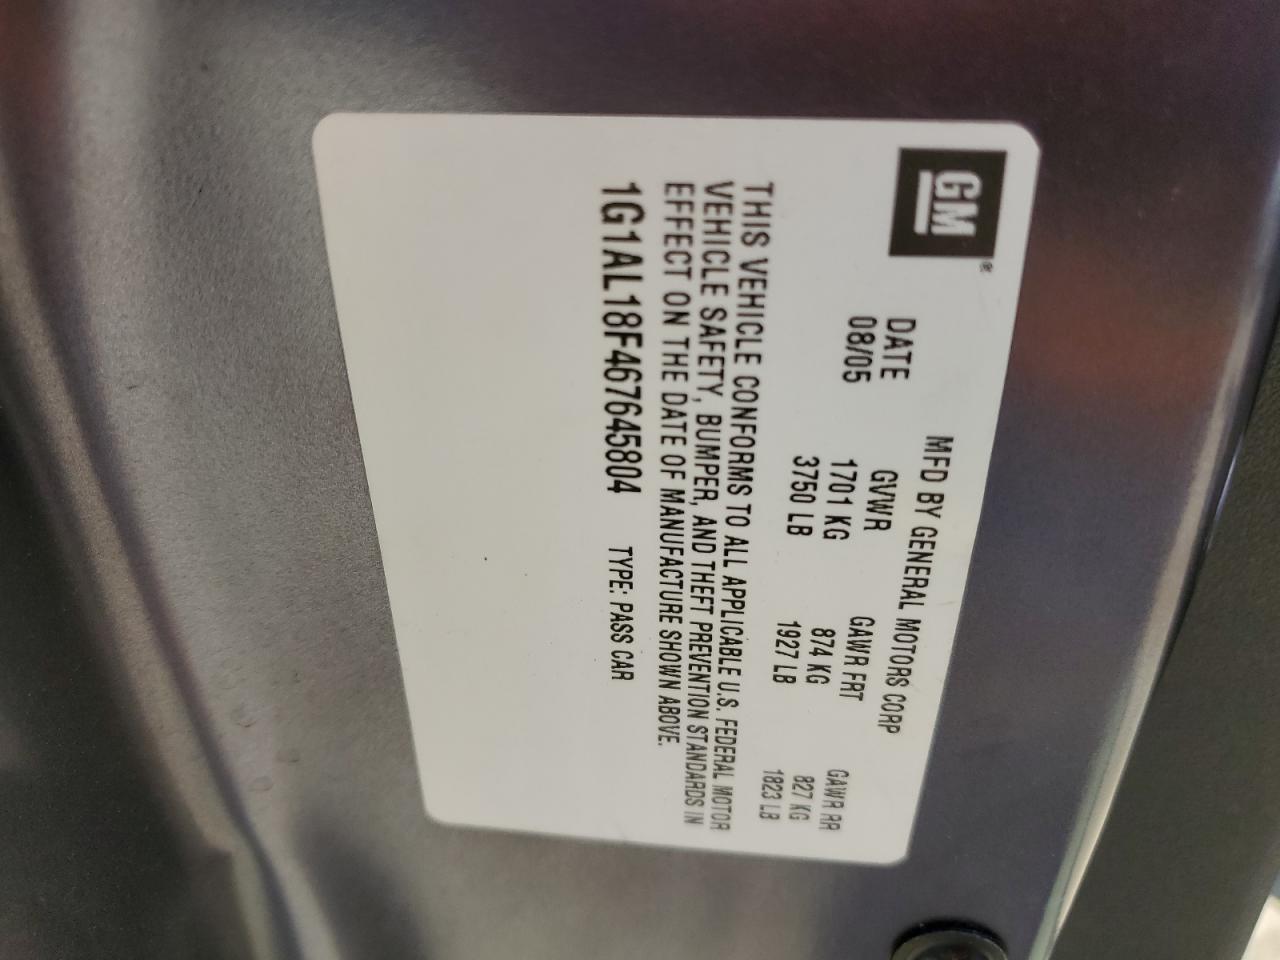 GM®
MFD BY GENERAL MOTORS CORP
DATE GVWR GAWR FRT GAWR RR
08/05 1701 KG 874 KG 827 KG
3750 LB 1927 LB 1823 LB
THIS VEHICLE CONFORMS TO ALL APPLICABLE U.S. FEDERAL MOTOR
VEHICLE SAFETY, BUMPER, AND THEFT PREVENTION STANDARDS IN
EFFECT ON THE DATE OF MANUFACTURE SHOWN ABOVE.
1G1AL18F467645804 TYPE: PASS CAR